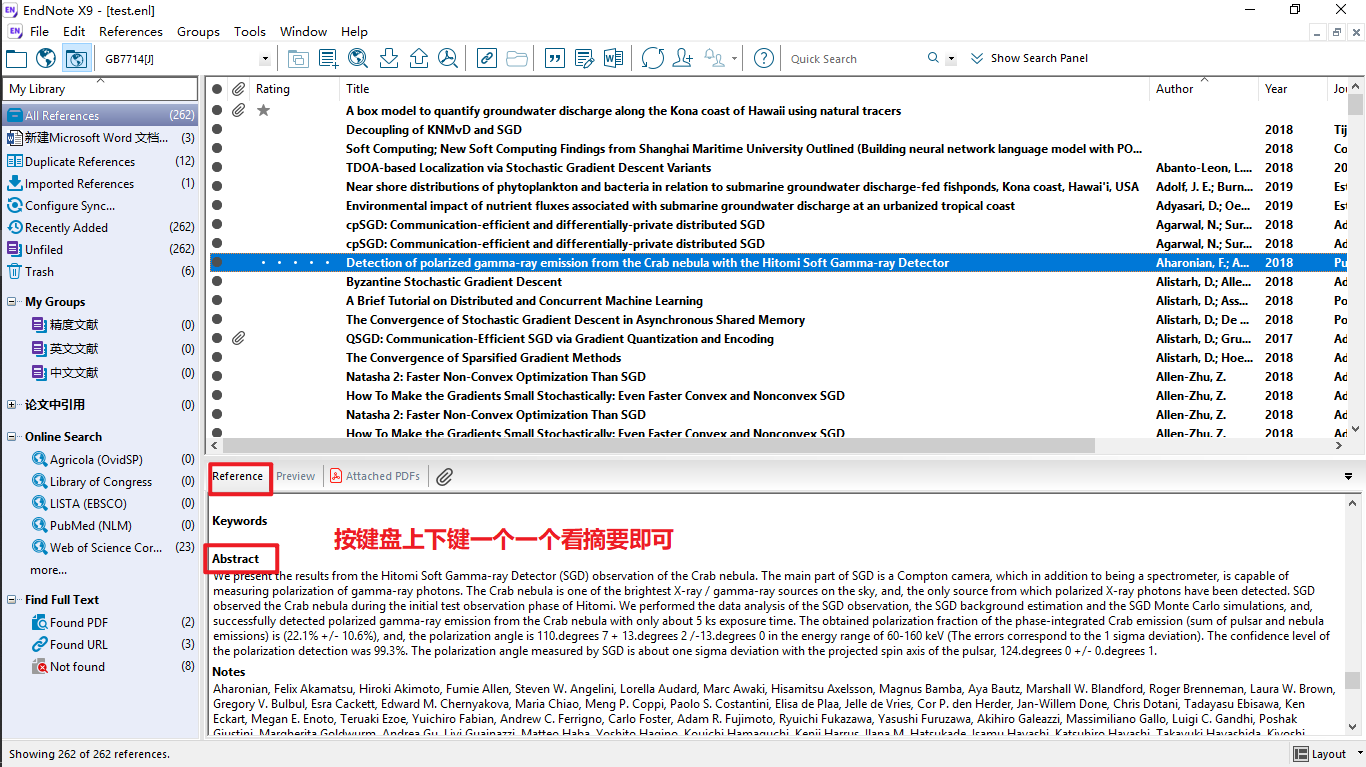 EndNote X9 - [test.enl]
File Edit References Groups Tools Window Help
GB7714[J] Quick Search Show Search Panel
My Library
All References (262)
新建Microsoft Word 文档... (3)
Duplicate References (12)
Imported References (1)
Configure Sync...
Recently Added (262)
Unfiled (262)
Trash (6)
My Groups
精度文献 (0)
英文文献 (0)
中文文献 (0)
论文中引用 (0)
Online Search
Agricola (OvidSP) (0)
Library of Congress (0)
LISTA (EBSCO) (0)
PubMed (NLM) (0)
Web of Science Cor... (23)
more...
Find Full Text
Found PDF (2)
Found URL (3)
Not found (8)
Rating Title Author Year Jou
A box model to quantify groundwater discharge along the Kona coast of Hawaii using natural tracers
Decoupling of KNMvD and SGD 2018 Tij
Soft Computing; New Soft Computing Findings from Shanghai Maritime University Outlined (Building neural network language model with PO... 2018 Co
TDOA-based Localization via Stochastic Gradient Descent Variants Abanto-Leon, L.... 2018 20
Near shore distributions of phytoplankton and bacteria in relation to submarine groundwater discharge-fed fishponds, Kona coast, Hawai'i, USA Adolf, J. E.; Burn... 2019 Est
Environmental impact of nutrient fluxes associated with submarine groundwater discharge at an urbanized tropical coast Adyasari, D.; Oe... 2019 Est
cpSGD: Communication-efficient and differentially-private distributed SGD Agarwal, N.; Sur... 2018 Ad
cpSGD: Communication-efficient and differentially-private distributed SGD Agarwal, N.; Sur... 2018 Ad
Detection of polarized gamma-ray emission from the Crab nebula with the Hitomi Soft Gamma-ray Detector Aharonian, F.; A... 2018 Pu
Byzantine Stochastic Gradient Descent Alistarh, D.; Alle... 2018 Ad
A Brief Tutorial on Distributed and Concurrent Machine Learning Alistarh, D.; Ass... 2018 Po
The Convergence of Stochastic Gradient Descent in Asynchronous Shared Memory Alistarh, D.; De ... 2018 Po
QSGD: Communication-Efficient SGD via Gradient Quantization and Encoding Alistarh, D.; Gru... 2017 Ad
The Convergence of Sparsified Gradient Methods Alistarh, D.; Hoe... 2018 Ad
Natasha 2: Faster Non-Convex Optimization Than SGD Allen-Zhu, Z. 2018 Ad
How To Make the Gradients Small Stochastically: Even Faster Convex and Nonconvex SGD Allen-Zhu, Z. 2018 Ad
Natasha 2: Faster Non-Convex Optimization Than SGD Allen-Zhu, Z. 2018 Ad
How To Make the Gradients Small Stochastically: Even Faster Convex and Nonconvex SGD Allen-Zhu, Z. 2018 Ad
Reference Preview Attached PDFs
Keywords
按键盘上下键一个一个看摘要即可
Abstract
We present the results from the Hitomi Soft Gamma-ray Detector (SGD) observation of the Crab nebula. The main part of SGD is a Compton camera, which in addition to being a spectrometer, is capable of
measuring polarization of gamma-ray photons. The Crab nebula is one of the brightest X-ray / gamma-ray sources on the sky, and, the only source from which polarized X-ray photons have been detected. SGD
observed the Crab nebula during the initial test observation phase of Hitomi. We performed the data analysis of the SGD observation, the SGD background estimation and the SGD Monte Carlo simulations, and,
successfully detected polarized gamma-ray emission from the Crab nebula with only about 5 ks exposure time. The obtained polarization fraction of the phase-integrated Crab emission (sum of pulsar and nebula
emissions) is (22.1% +/- 10.6%), and, the polarization angle is 110.degrees 7 + 13.degrees 2 /-13.degrees 0 in the energy range of 60-160 keV (The errors correspond to the 1 sigma deviation). The confidence level of
the polarization detection was 99.3%. The polarization angle measured by SGD is about one sigma deviation with the projected spin axis of the pulsar, 124.degrees 0 +/- 0.degrees 1.
Notes
Aharonian, Felix Akamatsu, Hiroki Akimoto, Fumie Allen, Steven W. Angelini, Lorella Audard, Marc Awaki, Hisamitsu Axelsson, Magnus Bamba, Aya Bautz, Marshall W. Blandford, Roger Brenneman, Laura W. Brown,
Gregory V. Bulbul, Esra Cackett, Edward M. Chernyakova, Maria Chiao, Meng P. Coppi, Paolo S. Costantini, Elisa de Plaa, Jelle de Vries, Cor P. den Herder, Jan-Willem Done, Chris Dotani, Tadayasu Ebisawa, Ken
Eckart, Megan E. Enoto, Teruaki Ezoe, Yuichiro Fabian, Andrew C. Ferrigno, Carlo Foster, Adam R. Fujimoto, Ryuichi Fukazawa, Yasushi Furuzawa, Akihiro Galeazzi, Massimiliano Gallo, Luigi C. Gandhi, Poshak
Giustini, Margherita Goldwurm, Andrea Gu, Liyi Guainazzi, Matteo Haba, Yoshito Hagino, Kouichi Hamaguchi, Kenji Harrus, Ilana M. Hatsukade, Isamu Hayashi, Katsuhiro Hayashi, Takayuki Hayashida, Kiyoshi
Showing 262 of 262 references. Layout